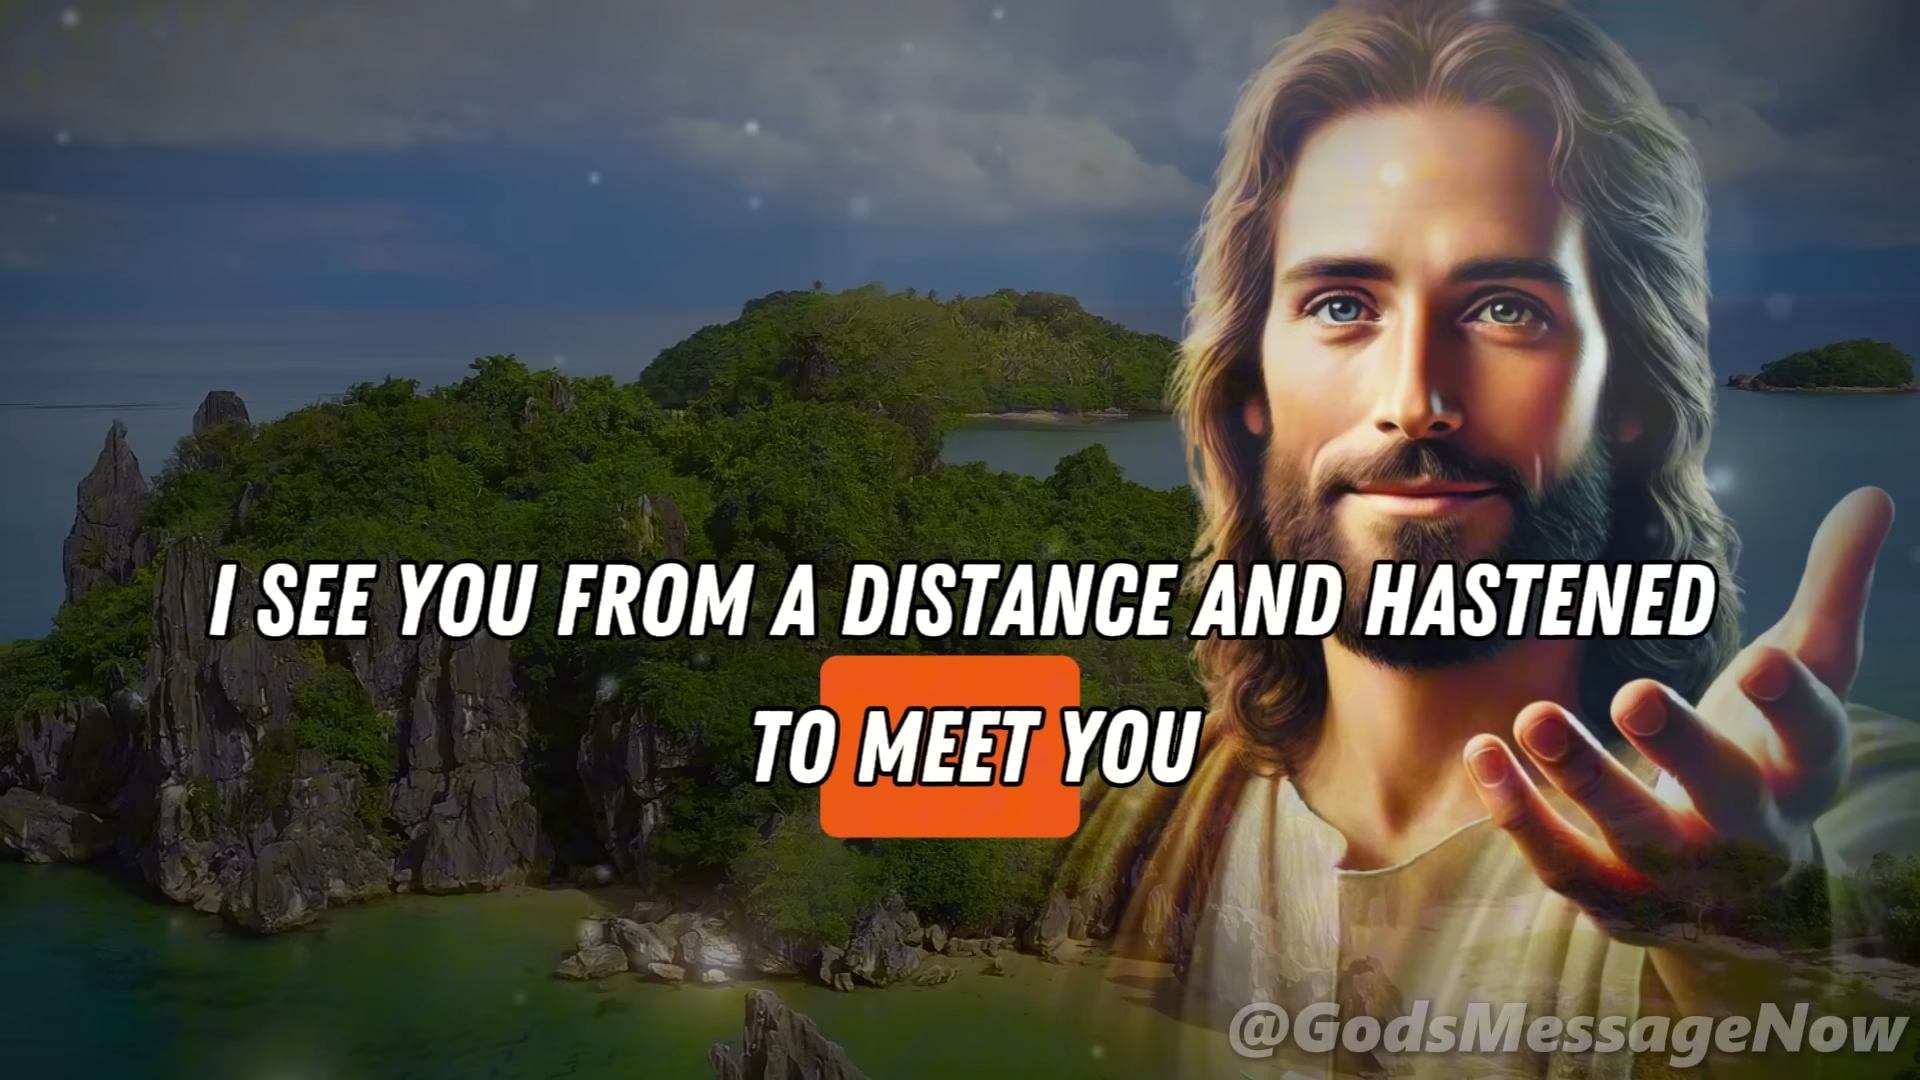 I SEE YOU FROM A DISTANCE AND HASTENED
TO MEET YOU
@GodsMessageNow